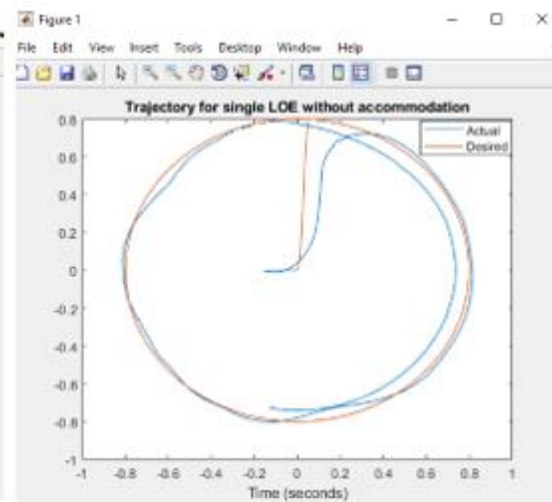 Figure 1
File Edit View Insert Tools Desktop Window Help
Trajectory for single LOE without accommodation
Actual
Desired
0.8
0.6
0.4
0.2
0
-0.2
-0.4
-0.6
-0.8
-1
-1 -0.8 -0.6 -0.4 -0.2 0 0.2 0.4 0.6 0.8 1
Time (seconds)